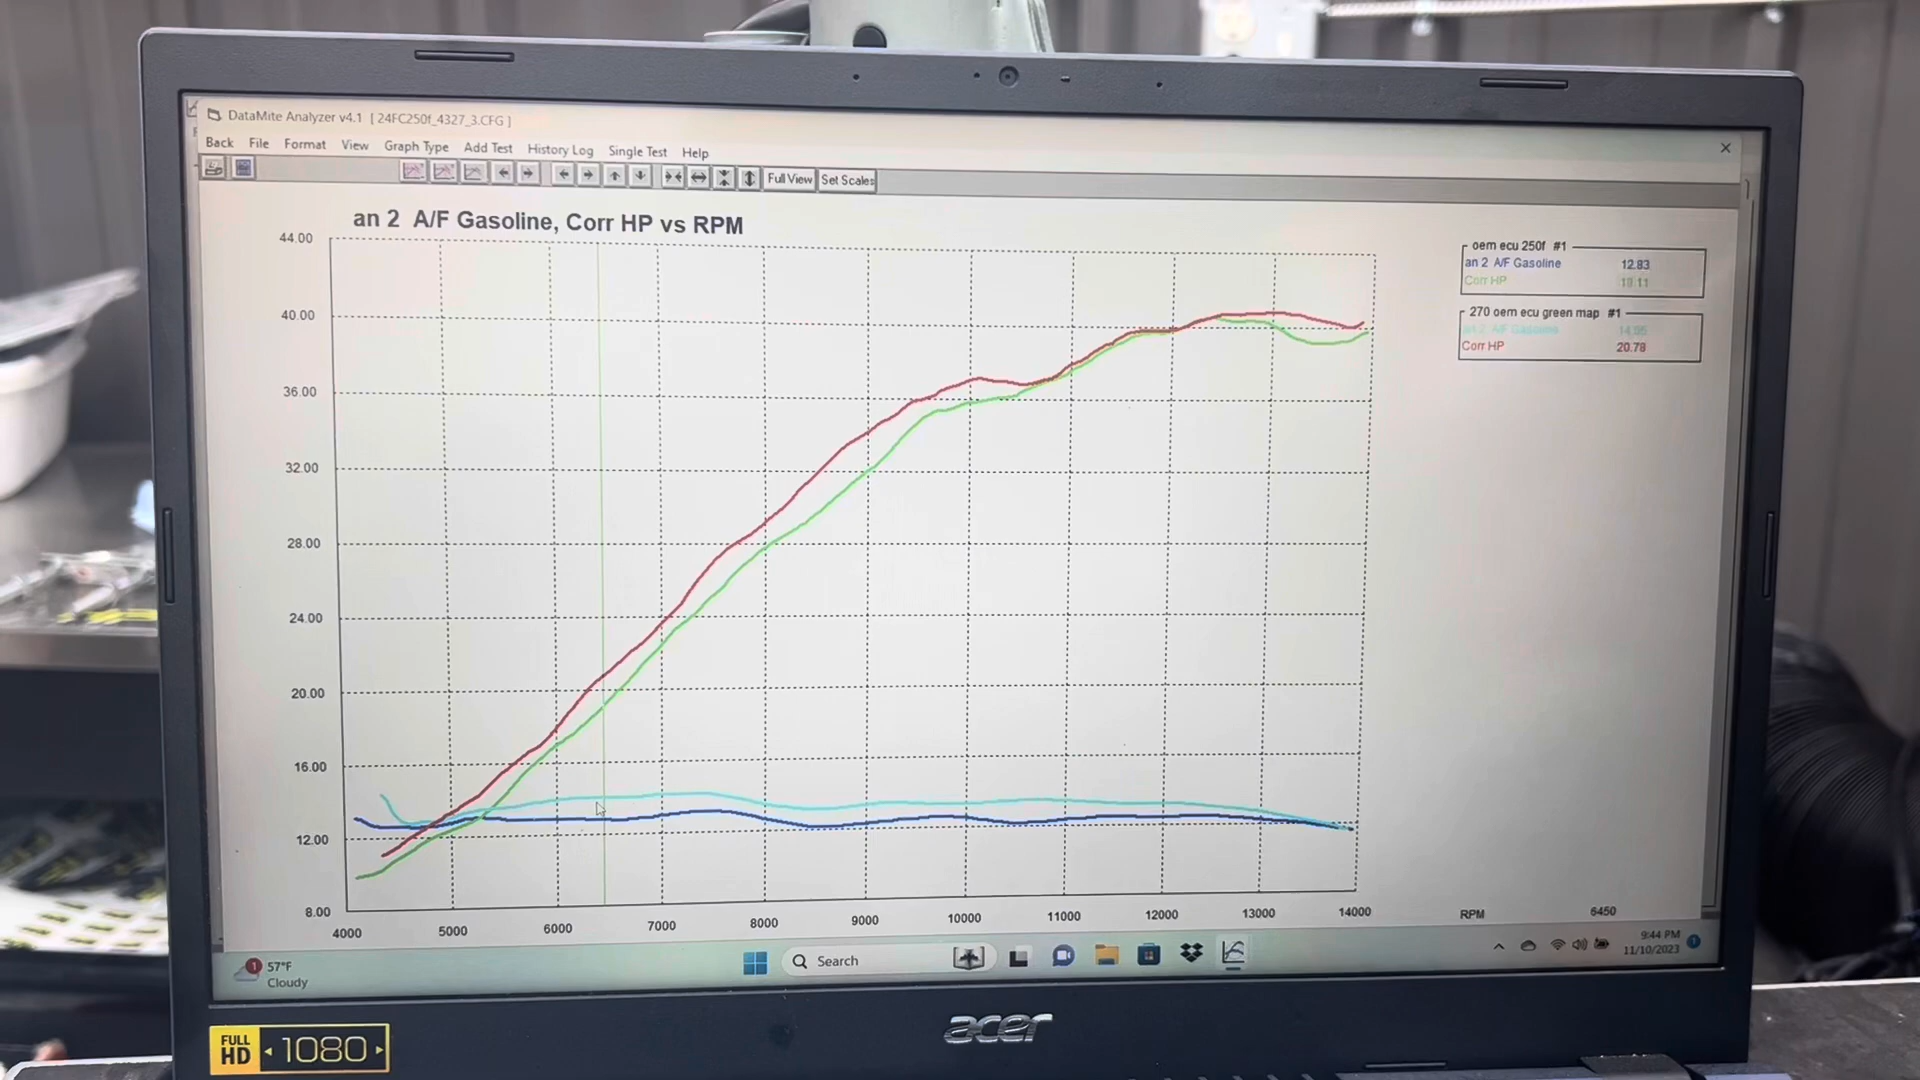 DataMite Analyzer v4.1 [ 24FC250f_4327_3.CFG ]
Back File Format View Graph Type Add Test History Log Single Test Help
Full View Set Scales
an 2 A/F Gasoline, Corr HP vs RPM
44.00
40.00
36.00
32.00
28.00
24.00
20.00
16.00
12.00
8.00
4000 5000 6000 7000 8000 9000 10000 11000 12000 13000 14000
oem ecu 250f #1
an 2 A/F Gasoline 12.83
Corr HP
270 oem ecu green map #1
an 2 A/F Gasoline
Corr HP 20.78
RPM 6450
1
57°F
Cloudy
Search
9:44 PM
11/10/2023
1
FULL HD 1080
acer